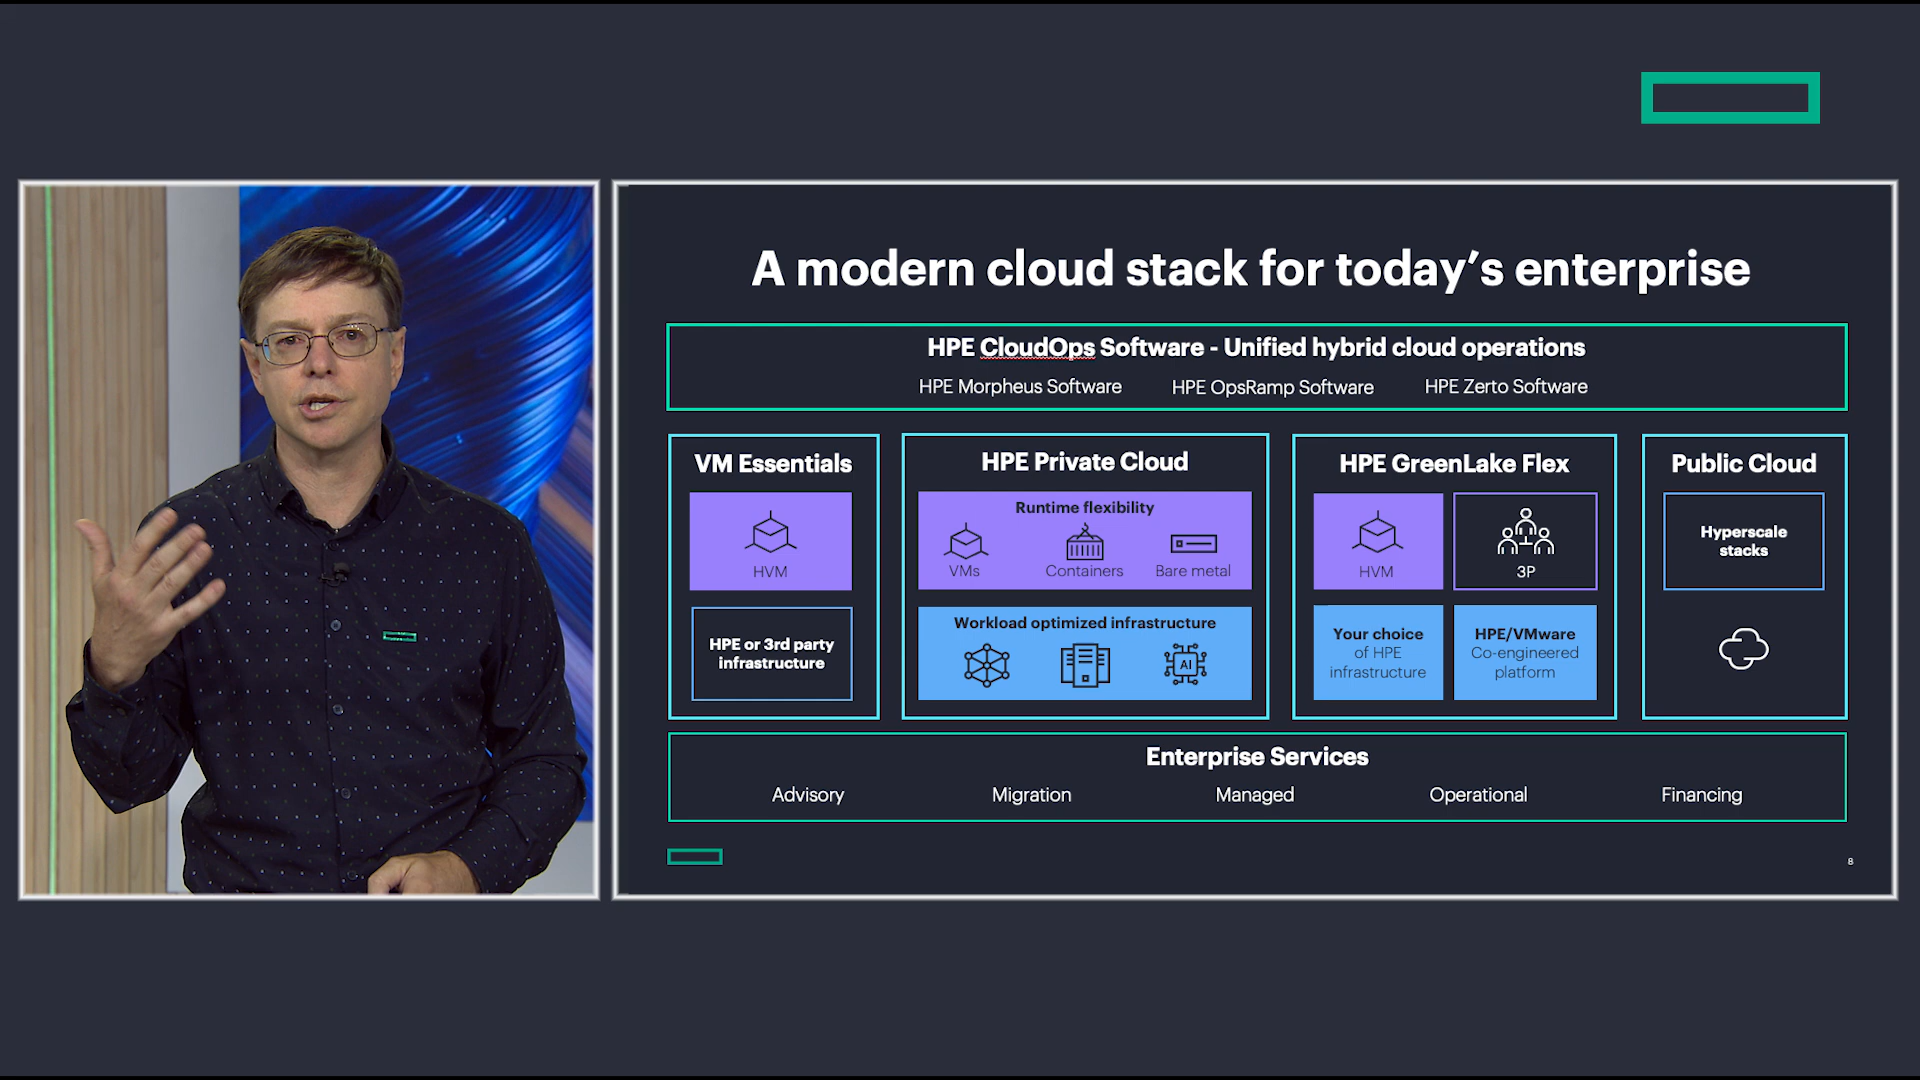 A modern cloud stack for today's enterprise
HPE CloudOps Software - Unified hybrid cloud operations
HPE Morpheus Software HPE OpsRamp Software HPE Zerto Software
VM Essentials
HVM
HPE or 3rd party
infrastructure
HPE Private Cloud
Runtime flexibility
VMs Containers Bare metal
Workload optimized infrastructure
AI
HPE GreenLake Flex
HVM
3P
Your choice
of HPE
infrastructure
HPE/VMware
Co-engineered
platform
Public Cloud
Hyperscale
stacks
Enterprise Services
Advisory Migration Managed Operational Financing
8